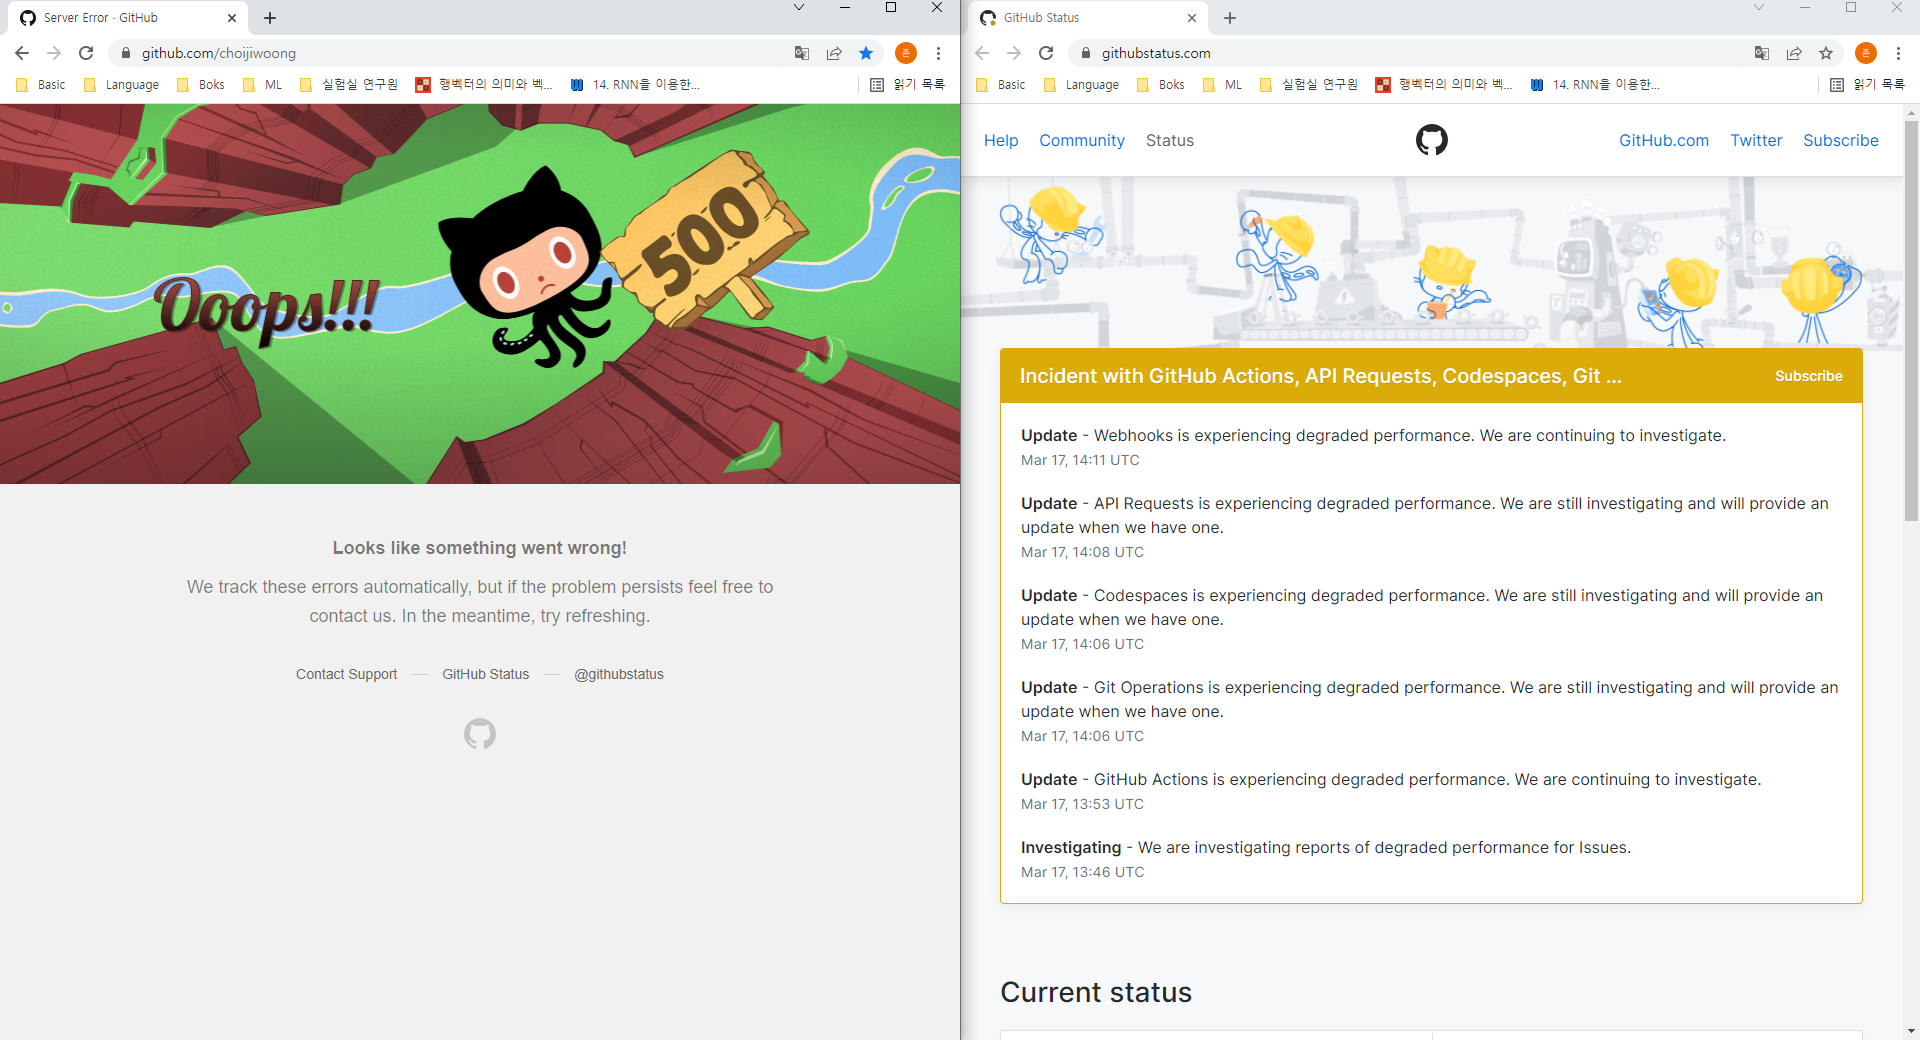 Server Error · GitHub
github.com/choijiwoong
Basic
Language
Boks
ML
실험실 연구원
행벡터의 의미와 벡...
14. RNN을 이용한...
읽기 목록
Ooops!!!
500
Looks like something went wrong!
We track these errors automatically, but if the problem persists feel free to
contact us. In the meantime, try refreshing.
Contact Support — GitHub Status — @githubstatus
GitHub Status
githubstatus.com
존
Basic
Language
Boks
ML
실험실 연구원
행벡터의 의미와 벡...
14. RNN을 이용한...
읽기 목록
Help Community Status
GitHub.com Twitter Subscribe
Incident with GitHub Actions, API Requests, Codespaces, Git ...
Subscribe
Update - Webhooks is experiencing degraded performance. We are continuing to investigate.
Mar 17, 14:11 UTC
Update - API Requests is experiencing degraded performance. We are still investigating and will provide an
update when we have one.
Mar 17, 14:08 UTC
Update - Codespaces is experiencing degraded performance. We are still investigating and will provide an
update when we have one.
Mar 17, 14:06 UTC
Update - Git Operations is experiencing degraded performance. We are still investigating and will provide an
update when we have one.
Mar 17, 14:06 UTC
Update - GitHub Actions is experiencing degraded performance. We are continuing to investigate.
Mar 17, 13:53 UTC
Investigating - We are investigating reports of degraded performance for Issues.
Mar 17, 13:46 UTC
Current status